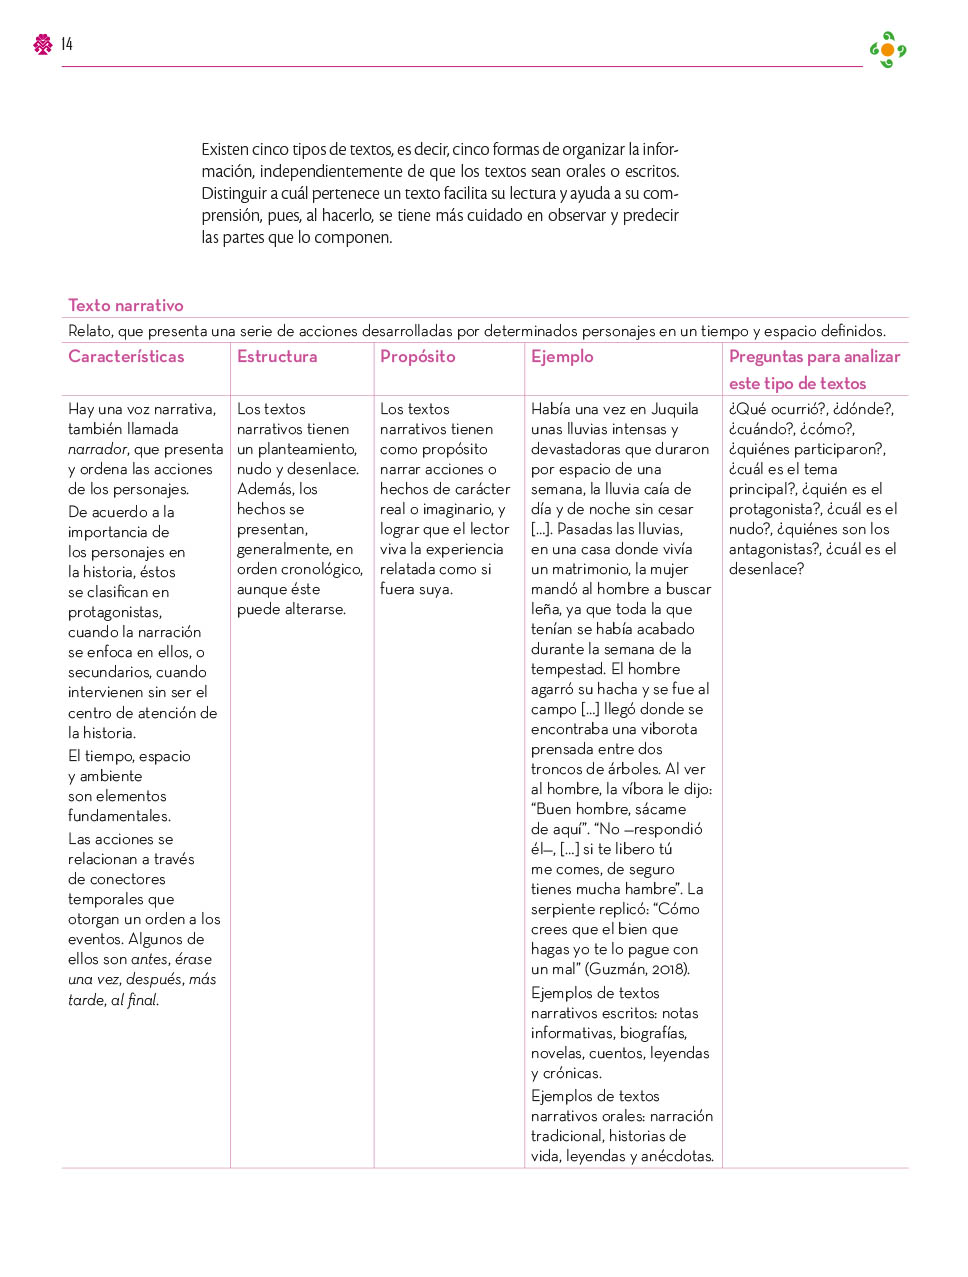 14
Existen cinco tipos de textos, es decir, cinco formas de organizar la infor-
mación, independientemente de que los textos sean orales o escritos.
Distinguir a cuál pertenece un texto facilita su lectura y ayuda a su com-
prensión, pues, al hacerlo, se tiene más cuidado en observar y predecir
las partes que lo componen.
Texto narrativo
Relato, que presenta una serie de acciones desarrolladas por determinados personajes en un tiempo y espacio definidos.
Características
Hay una voz narrativa,
también llamada
narrador, que presenta
y ordena las acciones
de los personajes.
De acuerdo a la
importancia de
los personajes en
la historia, éstos
se clasifican en
protagonistas,
cuando la narración
se enfoca en ellos, o
secundarios, cuando
intervienen sin ser el
centro de atención de
la historia.
El tiempo, espacio
y ambiente
son elementos
fundamentales.
Las acciones se
relacionan a través
de conectores
temporales que
otorgan un orden a los
eventos. Algunos de
ellos son antes, érase
una vez, después, más
tarde, al final.
Estructura
Los textos
narrativos tienen
un planteamiento,
nudo y desenlace.
Además, los
hechos se
presentan,
generalmente, en
orden cronológico,
aunque éste
puede alterarse.
Propósito
Los textos
narrativos tienen
como propósito
narrar acciones o
hechos de carácter
real o imaginario, y
lograr que el lector
viva la experiencia
relatada como si
fuera suya.
Ejemplo
Había una vez en Juquila
unas lluvias intensas y
devastadoras que duraron
por espacio de una
semana, la lluvia caía de
día y de noche sin cesar
[...]. Pasadas las lluvias,
en una casa donde vivía
un matrimonio, la mujer
mandó al hombre a buscar
leña, ya que toda la que
tenían se había acabado
durante la semana de la
tempestad. El hombre
agarró su hacha y se fue al
campo [...] llegó donde se
encontraba una viborota
prensada entre dos
troncos de árboles. Al ver
al hombre, la víbora le dijo:
“Buen hombre, sácame
de aquí”. “No —respondió
él—, [...] si te libero tú
me comes, de seguro
tienes mucha hambre”. La
serpiente replicó: “Cómo
crees que el bien que
hagas yo te lo pague con
un mal” (Guzmán, 2018).
Ejemplos de textos
narrativos escritos: notas
informativas, biografías,
novelas, cuentos, leyendas
y crónicas.
Ejemplos de textos
narrativos orales: narración
tradicional, historias de
vida, leyendas y anécdotas.
Preguntas para analizar
este tipo de textos
¿Qué ocurrió?, ¿dónde?,
¿cuándo?, ¿cómo?,
¿quiénes participaron?,
¿cuál es el tema
principal?, ¿quién es el
protagonista?, ¿cuál es el
nudo?, ¿quiénes son los
antagonistas?, ¿cuál es el
desenlace?